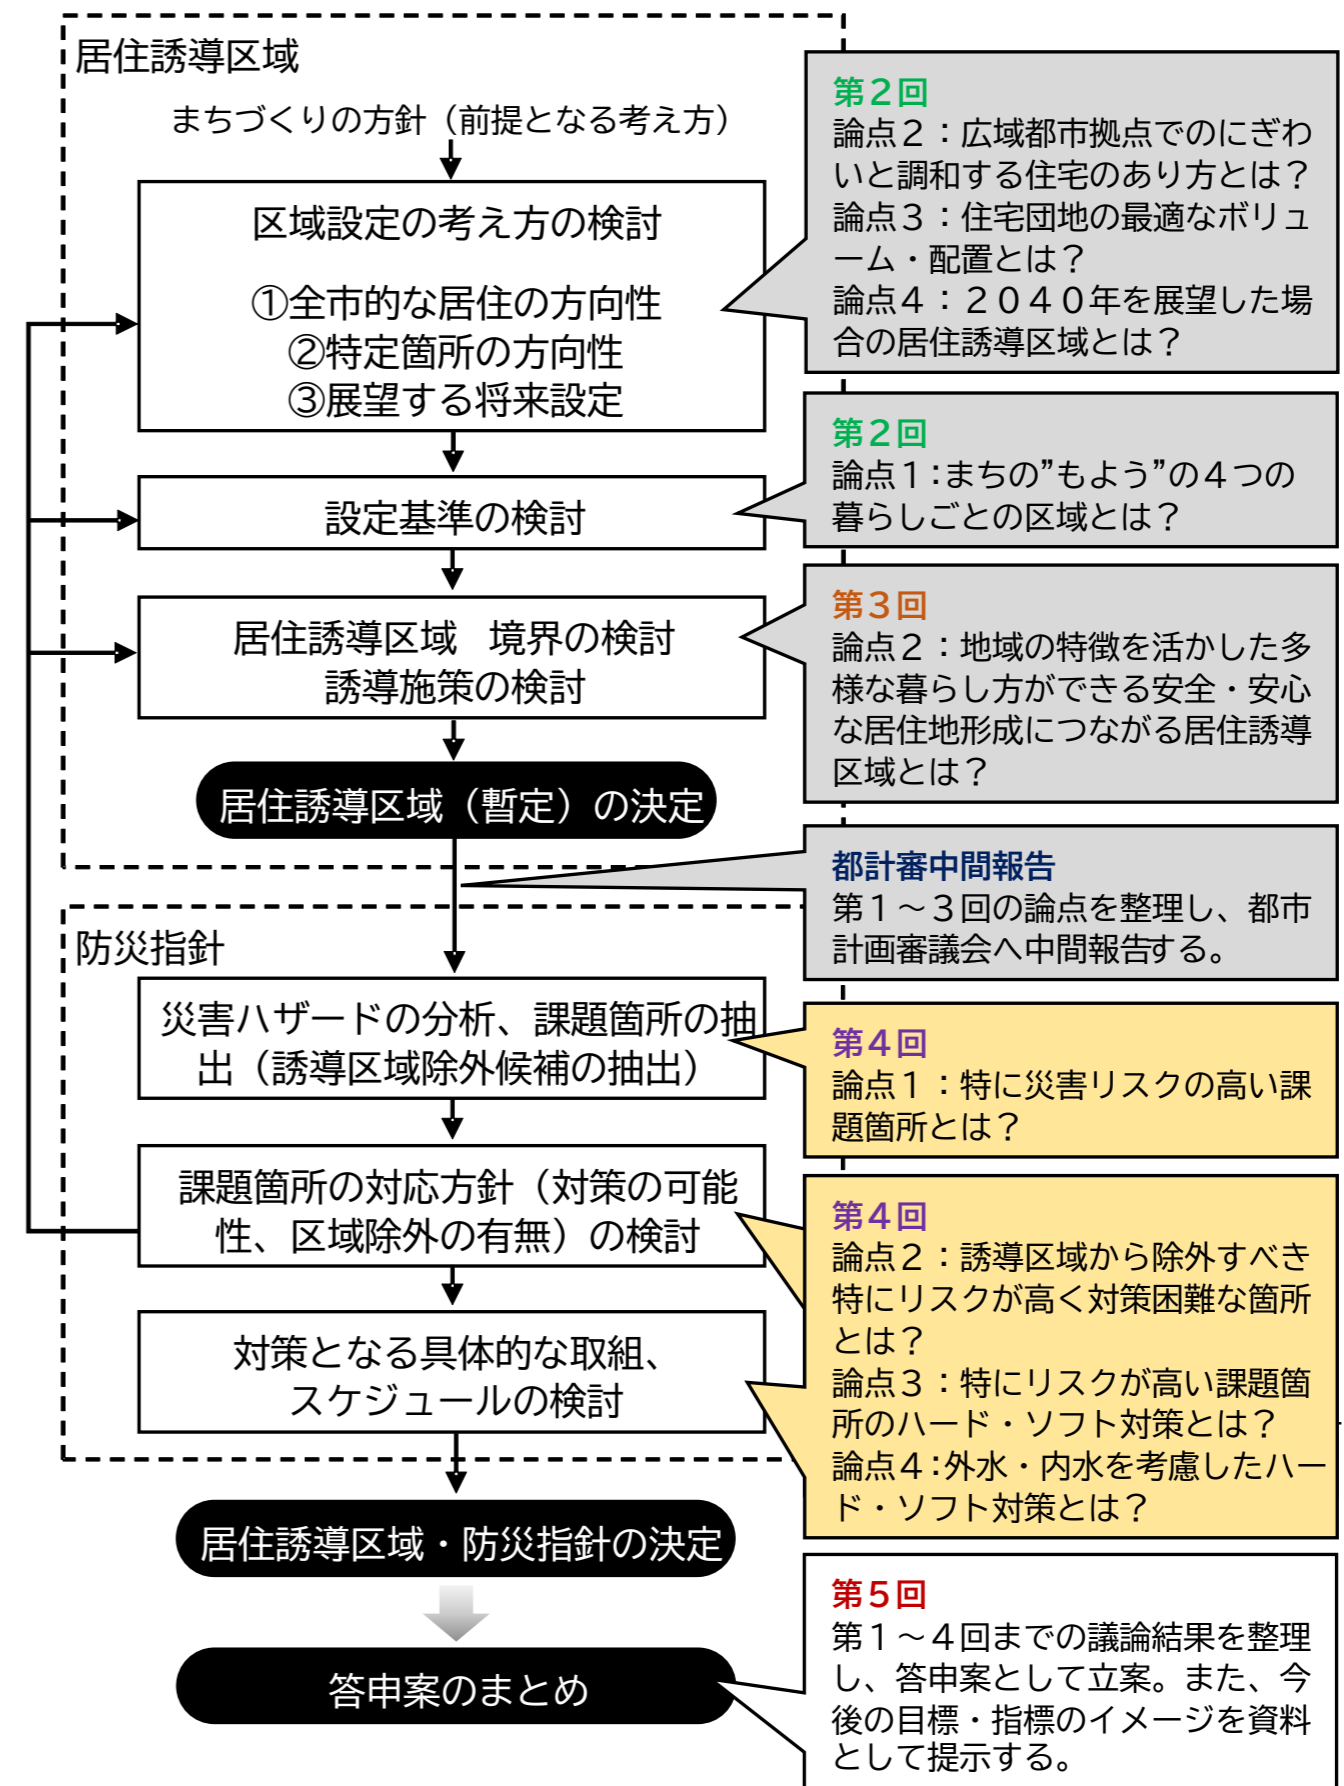 居住誘導区域
まちづくりの方針（前提となる考え方）
区域設定の考え方の検討
①全市的な居住の方向性
②特定箇所の方向性
③展望する将来設定
第２回
論点２：広域都市拠点でのにぎわ
いと調和する住宅のあり方とは？
論点３：住宅団地の最適なボリュ
ーム・配置とは？
論点４：２０４０年を展望した場
合の居住誘導区域とは？
設定基準の検討
第２回
論点１：まちの”もよう”の４つの
暮らしごとの区域とは？
居住誘導区域　境界の検討
誘導施策の検討
第３回
論点２：地域の特徴を活かした多
様な暮らし方ができる安全・安心
な居住地形成につながる居住誘導
区域とは？
居住誘導区域（暫定）の決定
都計審中間報告
第１～３回の論点を整理し、都市
計画審議会へ中間報告する。
防災指針
災害ハザードの分析、課題箇所の抽
出（誘導区域除外候補の抽出）
第４回
論点１：特に災害リスクの高い課
題箇所とは？
課題箇所の対応方針（対策の可能
性、区域除外の有無）の検討
対策となる具体的な取組、
スケジュールの検討
第４回
論点２：誘導区域から除外すべき
特にリスクが高く対策困難な箇所
とは？
論点３：特にリスクが高い課題箇
所のハード・ソフト対策とは？
論点４：外水・内水を考慮したハー
ド・ソフト対策とは？
居住誘導区域・防災指針の決定
答申案のまとめ
第５回
第１～４回までの議論結果を整理
し、答申案として立案。また、今
後の目標・指標のイメージを資料
として提示する。